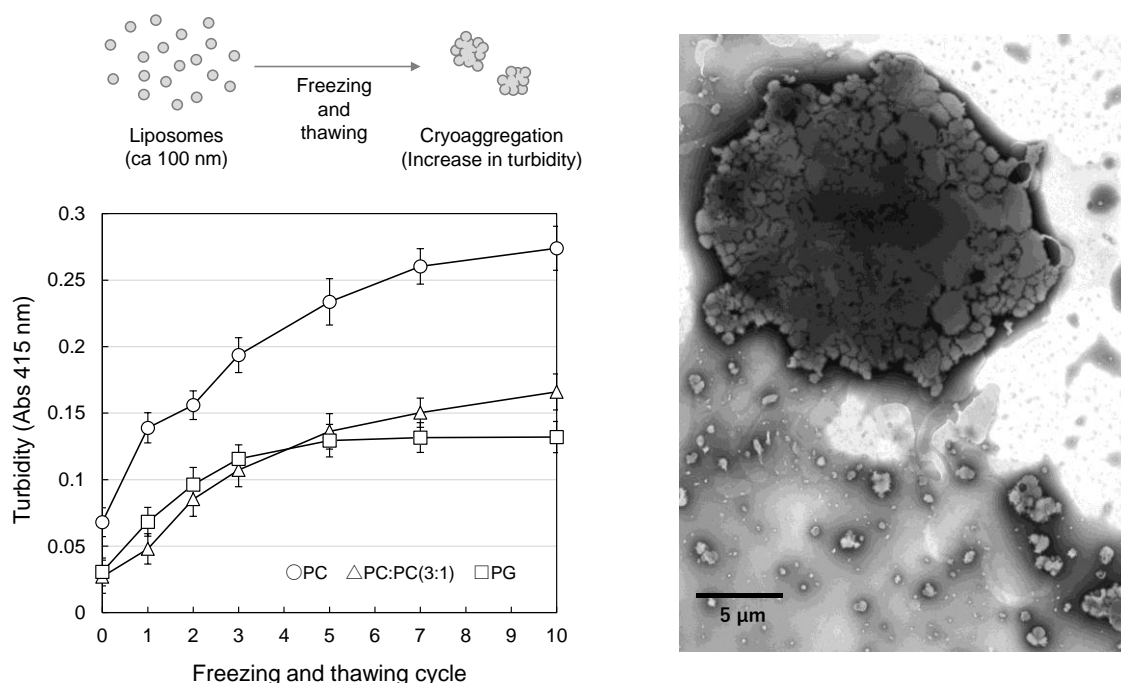 Liposomes
(ca 100 nm)
Freezing
and
thawing
Cryoaggregation
(Increase in turbidity)
Turbidity (Abs 415 nm)
0.3
0.25
0.2
0.15
0.1
0.05
0
PC PC:PC(3:1) PG
0 1 2 3 4 5 6 7 8 9 10
Freezing and thawing cycle
5 µm